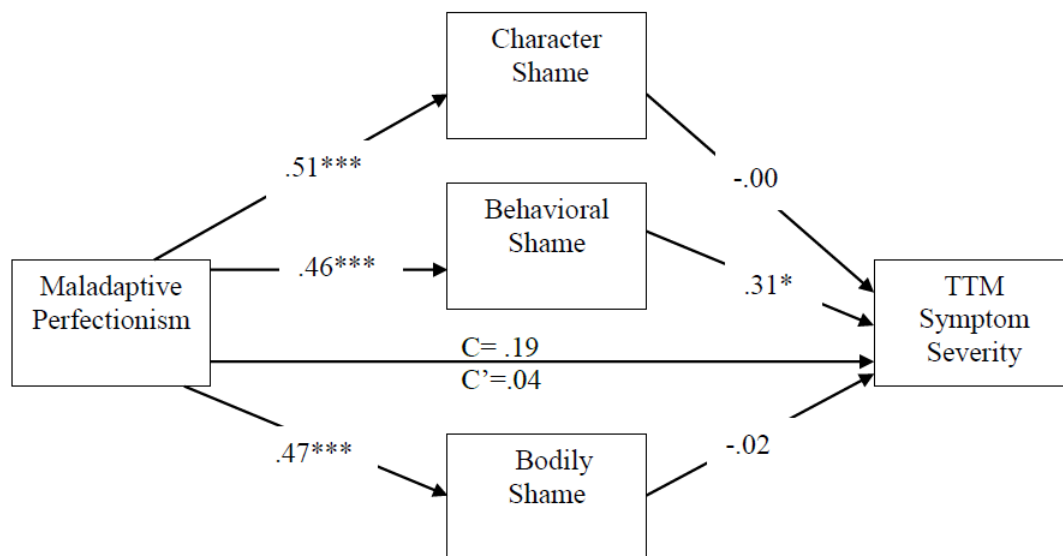 Character
Shame
.51***
-.00
Behavioral
Shame
.46***
.31*
Maladaptive
Perfectionism
TTM
Symptom
Severity
C= .19
C’=.04
.47***
-.02
Bodily
Shame